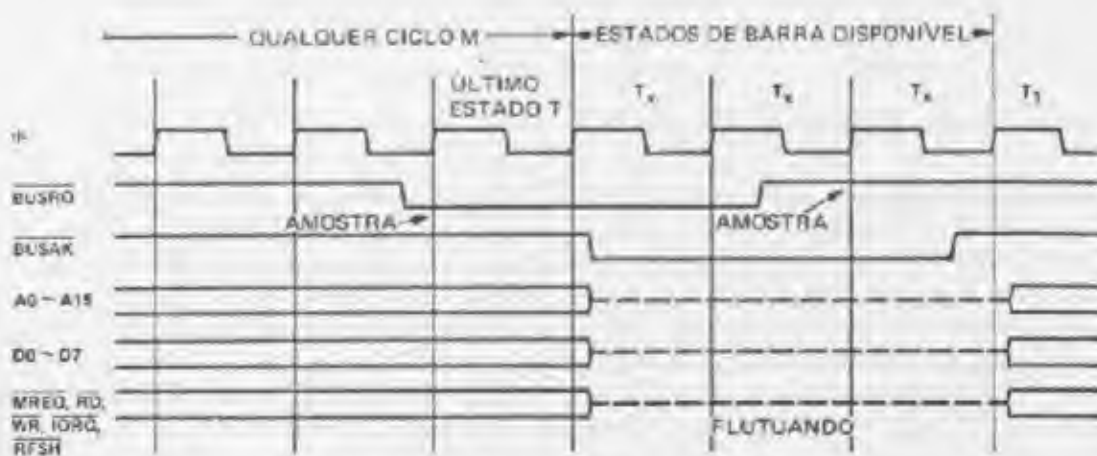 QUALQUER CICLO M
ESTADOS DE BARRA DISPONÍVEL
ÚLTIMO
ESTADO T
Tx
Tx
Tx
T1
Φ
BUSRQ
AMOSTRA
AMOSTRA
BUSAK
A0 ~ A15
D0 ~ D7
MREQ, RD,
WR, IORQ,
RFSH
FLUTUANDO